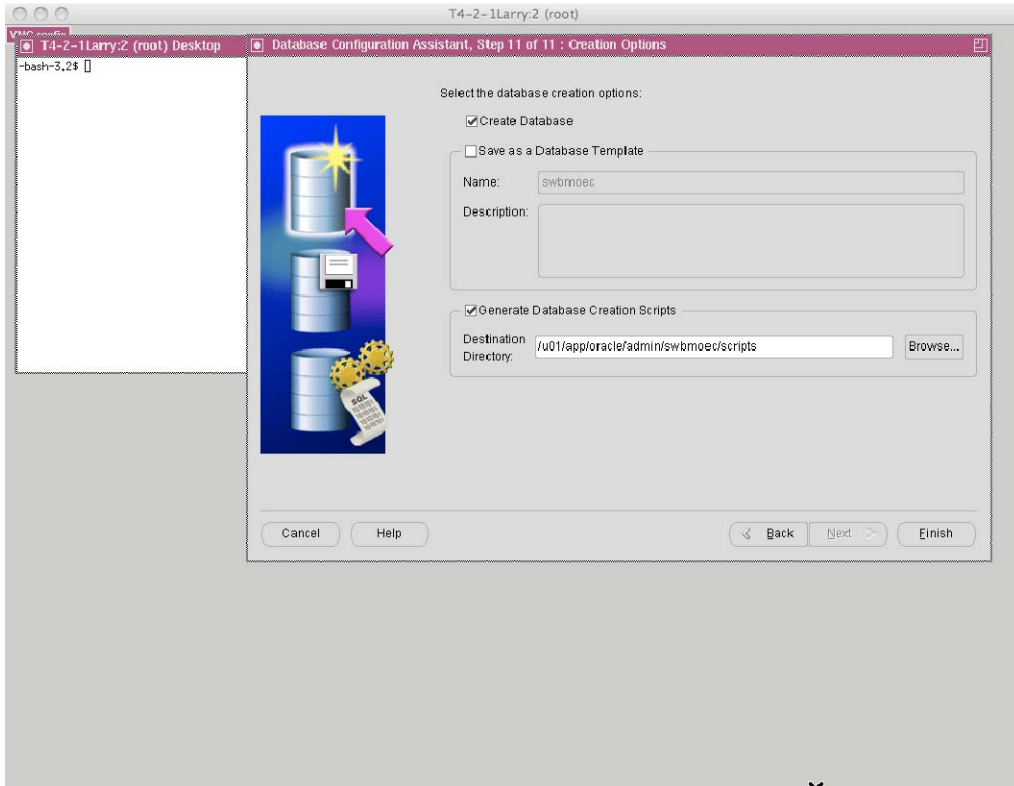 T4-2-1Larry:2 (root)
VNC config
T4-2-1Larry:2 (root) Desktop
Database Configuration Assistant, Step 11 of 11 : Creation Options
-bash-3.2$ []
Select the database creation options:
Create Database
Save as a Database Template
Name: swbmoec
Description:
Generate Database Creation Scripts
Destination Directory: /u01/app/oracle/admin/swbmoec/scripts Browse...
SQL
Cancel Help Back Next Finish